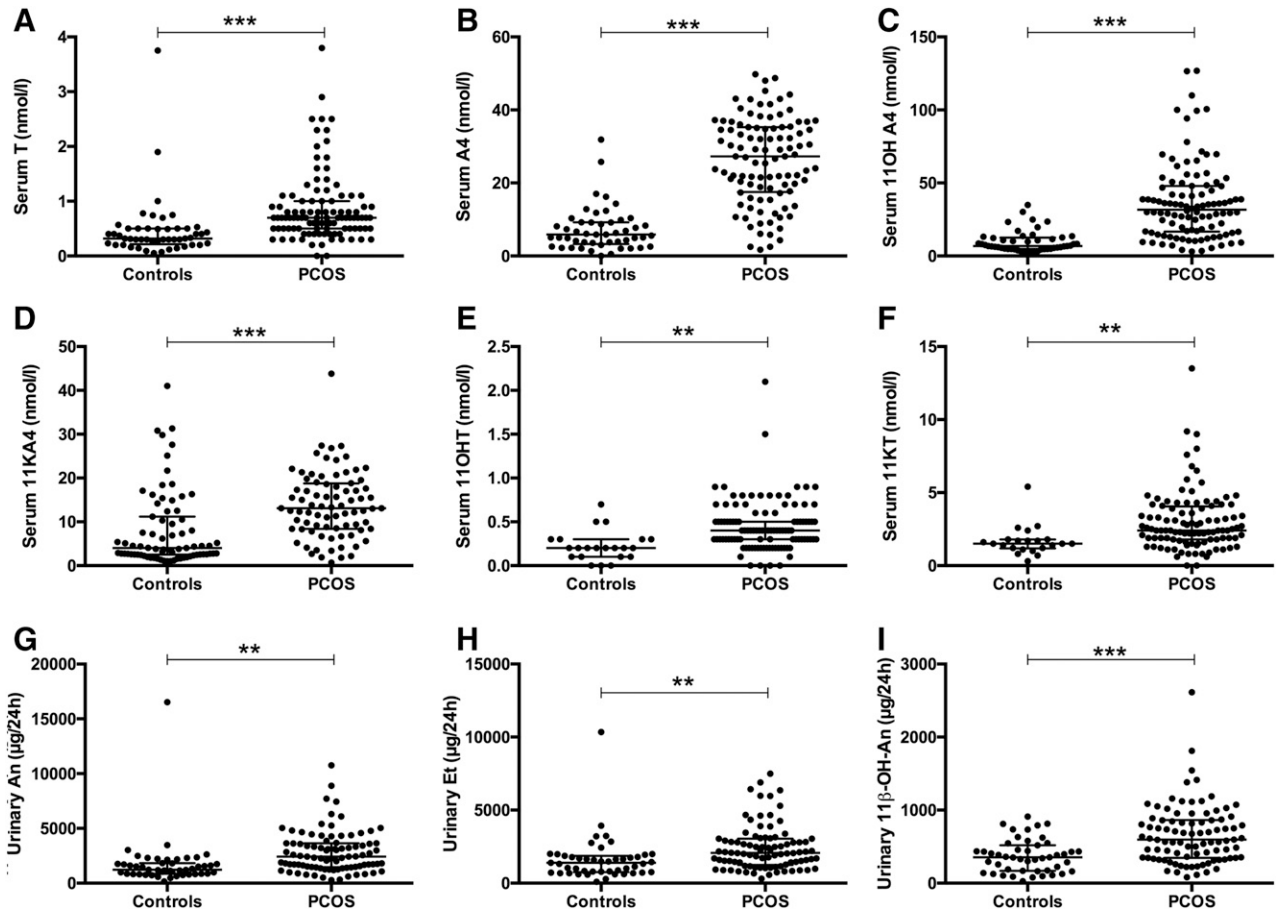 A
***
Serum T (nmol/l)
4
3
2
1
0
Controls
PCOS
B
***
Serum A4 (nmol/l)
60
40
20
0
Controls
PCOS
C
***
Serum 11OH A4 (nmol/l)
150
100
50
0
Controls
PCOS
D
***
Serum 11KA4 (nmol/l)
50
40
30
20
10
0
Controls
PCOS
E
**
Serum 11OHT (nmol/l)
2.5
2.0
1.5
1.0
0.5
0.0
Controls
PCOS
F
**
Serum 11KT (nmol/l)
15
10
5
0
Controls
PCOS
G
**
Urinary An (µg/24h)
20000
15000
10000
5000
0
Controls
PCOS
H
**
Urinary Et (µg/24h)
15000
10000
5000
0
Controls
PCOS
I
***
Urinary 11β-OH-An (µg/24h)
3000
2000
1000
0
Controls
PCOS